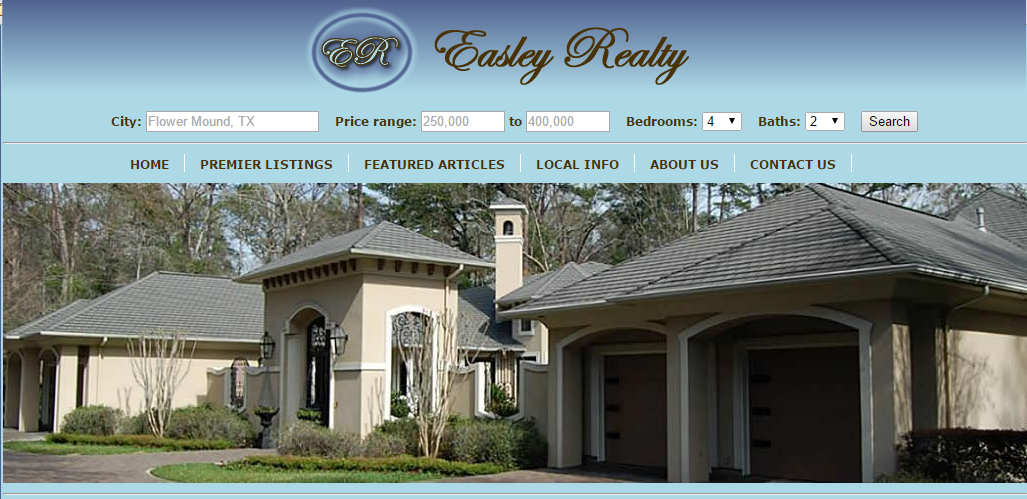 ER Easley Realty
City: Flower Mound, TX Price range: 250,000 to 400,000 Bedrooms: 4 Baths: 2 Search
HOME PREMIER LISTINGS FEATURED ARTICLES LOCAL INFO ABOUT US CONTACT US